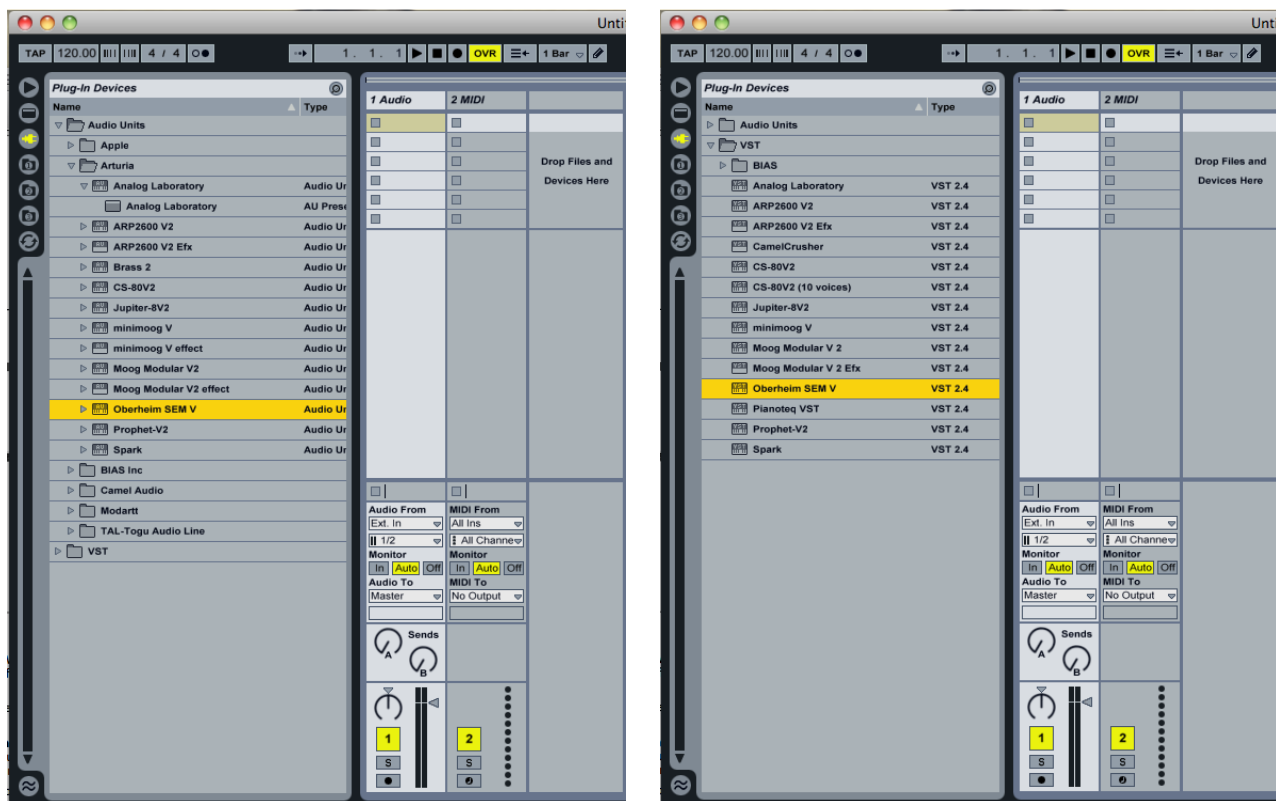 Unti
TAP 120.00 4 / 4 1. 1. 1 OVR 1 Bar
Plug-In Devices
Name Type
Audio Units
Apple
Arturia
Analog Laboratory Audio Ur
Analog Laboratory AU Prese
ARP2600 V2 Audio Ur
ARP2600 V2 Efx Audio Ur
Brass 2 Audio Ur
CS-80V2 Audio Ur
Jupiter-8V2 Audio Ur
minimoog V Audio Ur
minimoog V effect Audio Ur
Moog Modular V2 Audio Ur
Moog Modular V2 effect Audio Ur
Oberheim SEM V Audio Ur
Prophet-V2 Audio Ur
Spark Audio Ur
BIAS Inc
Camel Audio
Modartt
TAL-Togu Audio Line
VST
1 Audio 2 MIDI
Drop Files and
Devices Here
Audio From MIDI From
Ext. In All Ins
1/2 All Channe
Monitor Monitor
In Auto Off In Auto Off
Audio To MIDI To
Master No Output
Sends
A
B
1 2
S S
Unt
TAP 120.00 4 / 4 1. 1. 1 OVR 1 Bar
Plug-In Devices
Name Type
Audio Units
VST
BIAS
Analog Laboratory VST 2.4
ARP2600 V2 VST 2.4
ARP2600 V2 Efx VST 2.4
CamelCrusher VST 2.4
CS-80V2 VST 2.4
CS-80V2 (10 voices) VST 2.4
Jupiter-8V2 VST 2.4
minimoog V VST 2.4
Moog Modular V 2 VST 2.4
Moog Modular V 2 Efx VST 2.4
Oberheim SEM V VST 2.4
Pianoteq VST VST 2.4
Prophet-V2 VST 2.4
Spark VST 2.4
1 Audio 2 MIDI
Drop Files and
Devices Here
Audio From MIDI From
Ext. In All Ins
1/2 All Channe
Monitor Monitor
In Auto Off In Auto Off
Audio To MIDI To
Master No Output
Sends
A
B
1 2
S S